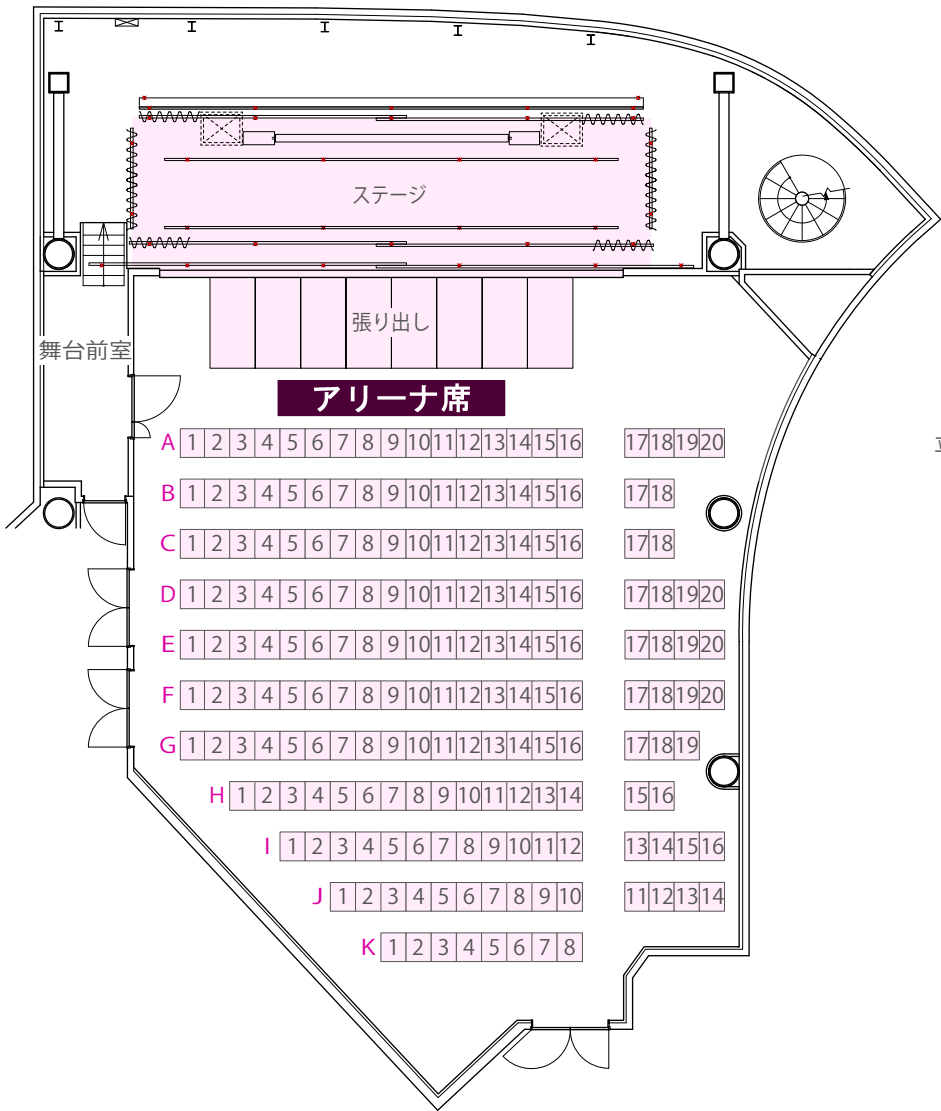 ステージ
張り出し
舞台前室
アリーナ席
A 1 2 3 4 5 6 7 8 9 10 11 12 13 14 15 16 17 18 19 20
B 1 2 3 4 5 6 7 8 9 10 11 12 13 14 15 16 17 18
C 1 2 3 4 5 6 7 8 9 10 11 12 13 14 15 16 17 18
D 1 2 3 4 5 6 7 8 9 10 11 12 13 14 15 16 17 18 19 20
E 1 2 3 4 5 6 7 8 9 10 11 12 13 14 15 16 17 18 19 20
F 1 2 3 4 5 6 7 8 9 10 11 12 13 14 15 16 17 18 19 20
G 1 2 3 4 5 6 7 8 9 10 11 12 13 14 15 16 17 18 19
H 1 2 3 4 5 6 7 8 9 10 11 12 13 14 15 16
I 1 2 3 4 5 6 7 8 9 10 11 12 13 14 15 16
J 1 2 3 4 5 6 7 8 9 10 11 12 13 14
K 1 2 3 4 5 6 7 8